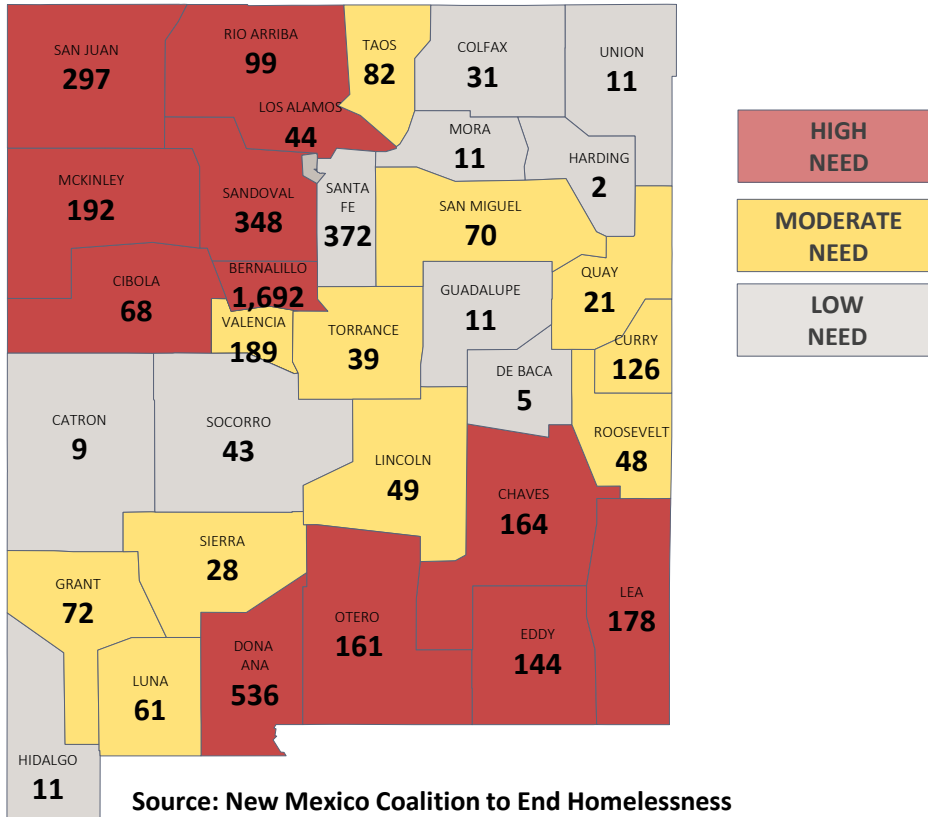 SAN JUAN
297
RIO ARRIBA
99
TAOS
82
COLFAX
31
UNION
11
LOS ALAMOS
44
MORA
11
HARDING
2
MCKINLEY
192
SANDOVAL
348
SANTA
FE
372
SAN MIGUEL
70
CIBOLA
68
BERNALILLO
1,692
VALENCIA
189
TORRANCE
39
GUADALUPE
11
QUAY
21
CURRY
126
DE BACA
5
CATRON
9
SOCORRO
43
LINCOLN
49
ROOSEVELT
48
CHAVES
164
SIERRA
28
GRANT
72
LUNA
61
DONA
ANA
536
OTERO
161
EDDY
144
LEA
178
HIDALGO
11
HIGH
NEED
MODERATE
NEED
LOW
NEED
Source: New Mexico Coalition to End Homelessness